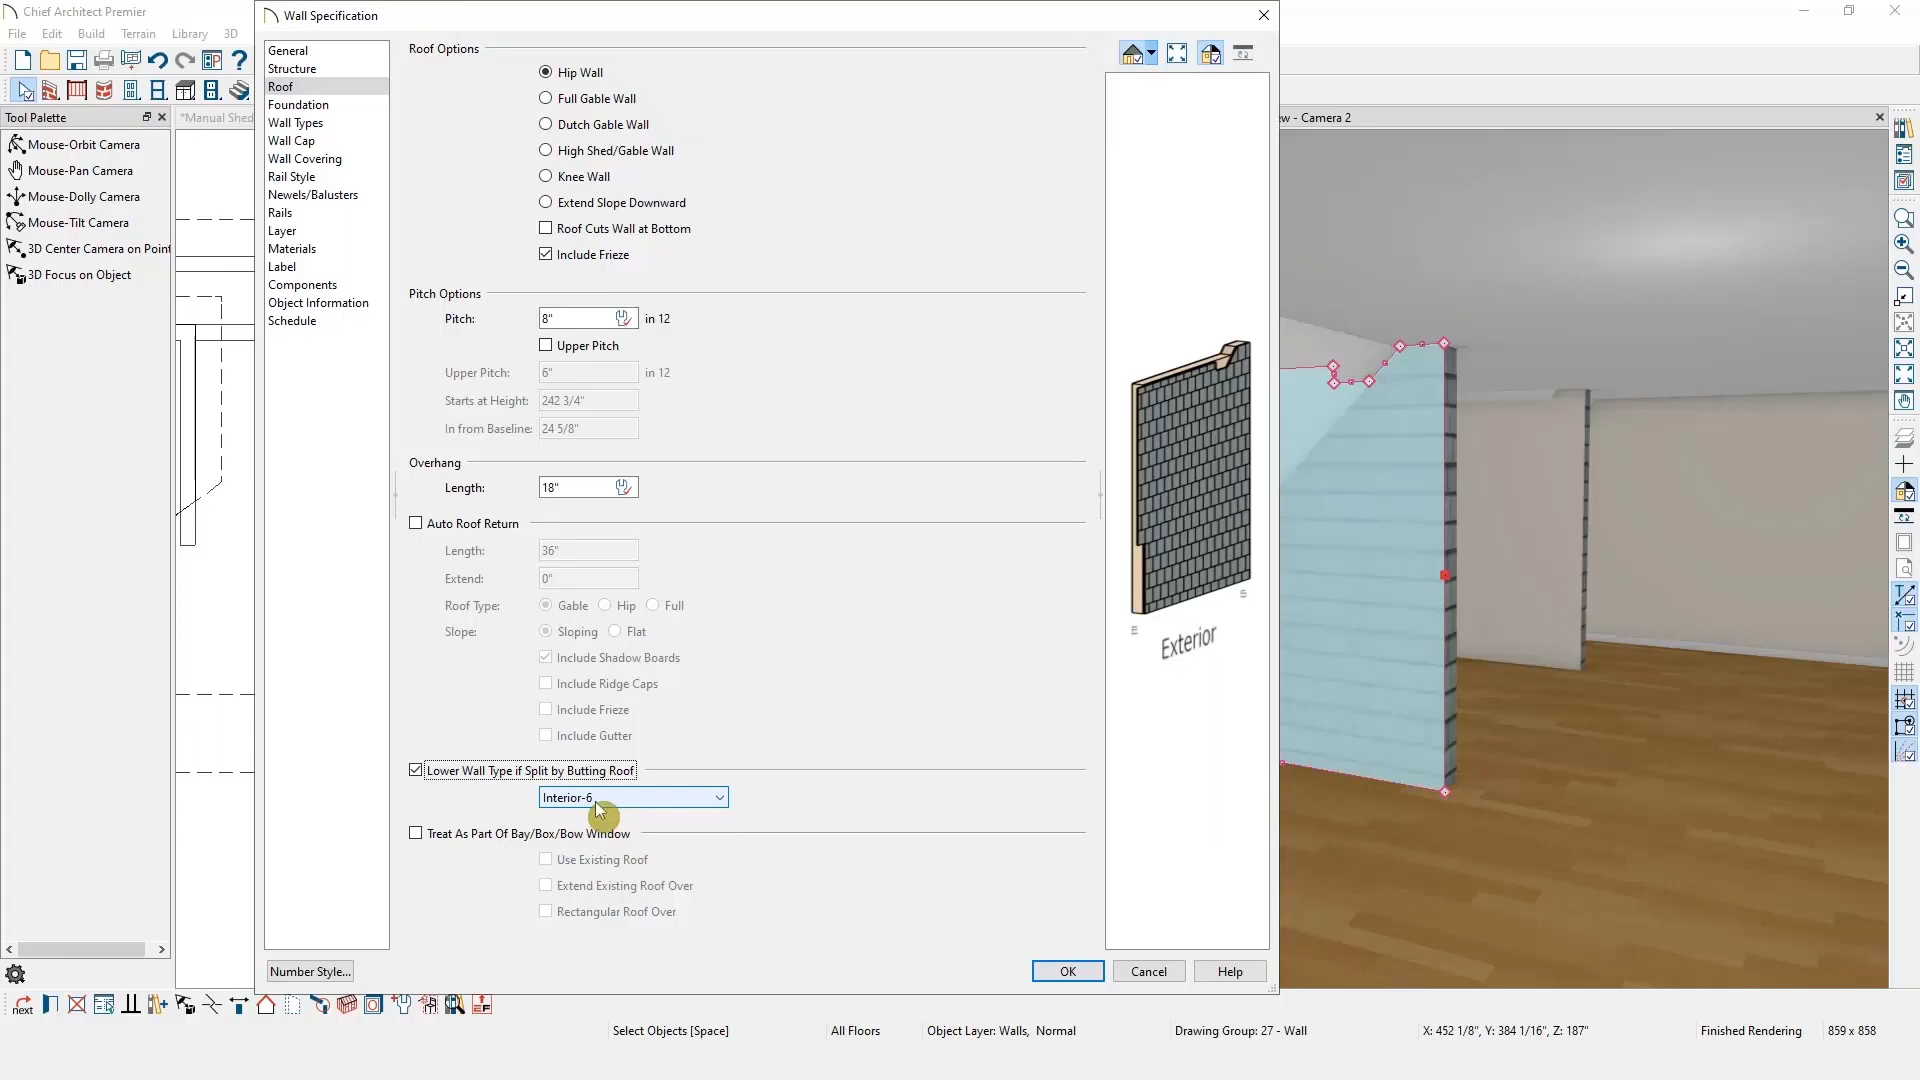 Chief Architect Premier
File Edit Build Terrain Library 3D
Tool Palette
*Manual Shed
Mouse-Orbit Camera
Mouse-Pan Camera
Mouse-Dolly Camera
Mouse-Tilt Camera
3D Center Camera on Point
3D Focus on Object
Wall Specification
General
Structure
Roof
Foundation
Wall Types
Wall Cap
Wall Covering
Rail Style
Newels/Balusters
Rails
Layer
Materials
Label
Components
Object Information
Schedule
Roof Options
Hip Wall
Full Gable Wall
Dutch Gable Wall
High Shed/Gable Wall
Knee Wall
Extend Slope Downward
Roof Cuts Wall at Bottom
Include Frieze
Pitch Options
Pitch: 8" in 12
Upper Pitch
Upper Pitch: 6" in 12
Starts at Height: 242 3/4"
In from Baseline: 24 5/8"
Overhang
Length: 18"
Auto Roof Return
Length: 36"
Extend: 0"
Roof Type: Gable Hip Full
Slope: Sloping Flat
Include Shadow Boards
Include Ridge Caps
Include Frieze
Include Gutter
Lower Wall Type if Split by Butting Roof
Interior-6
Treat As Part Of Bay/Box/Bow Window
Use Existing Roof
Extend Existing Roof Over
Rectangular Roof Over
Number Style...
OK Cancel Help
E S
Exterior
ew - Camera 2
next
Select Objects [Space] All Floors Object Layer: Walls, Normal Drawing Group: 27 - Wall X: 452 1/8", Y: 384 1/16", Z: 187" Finished Rendering 859 x 858